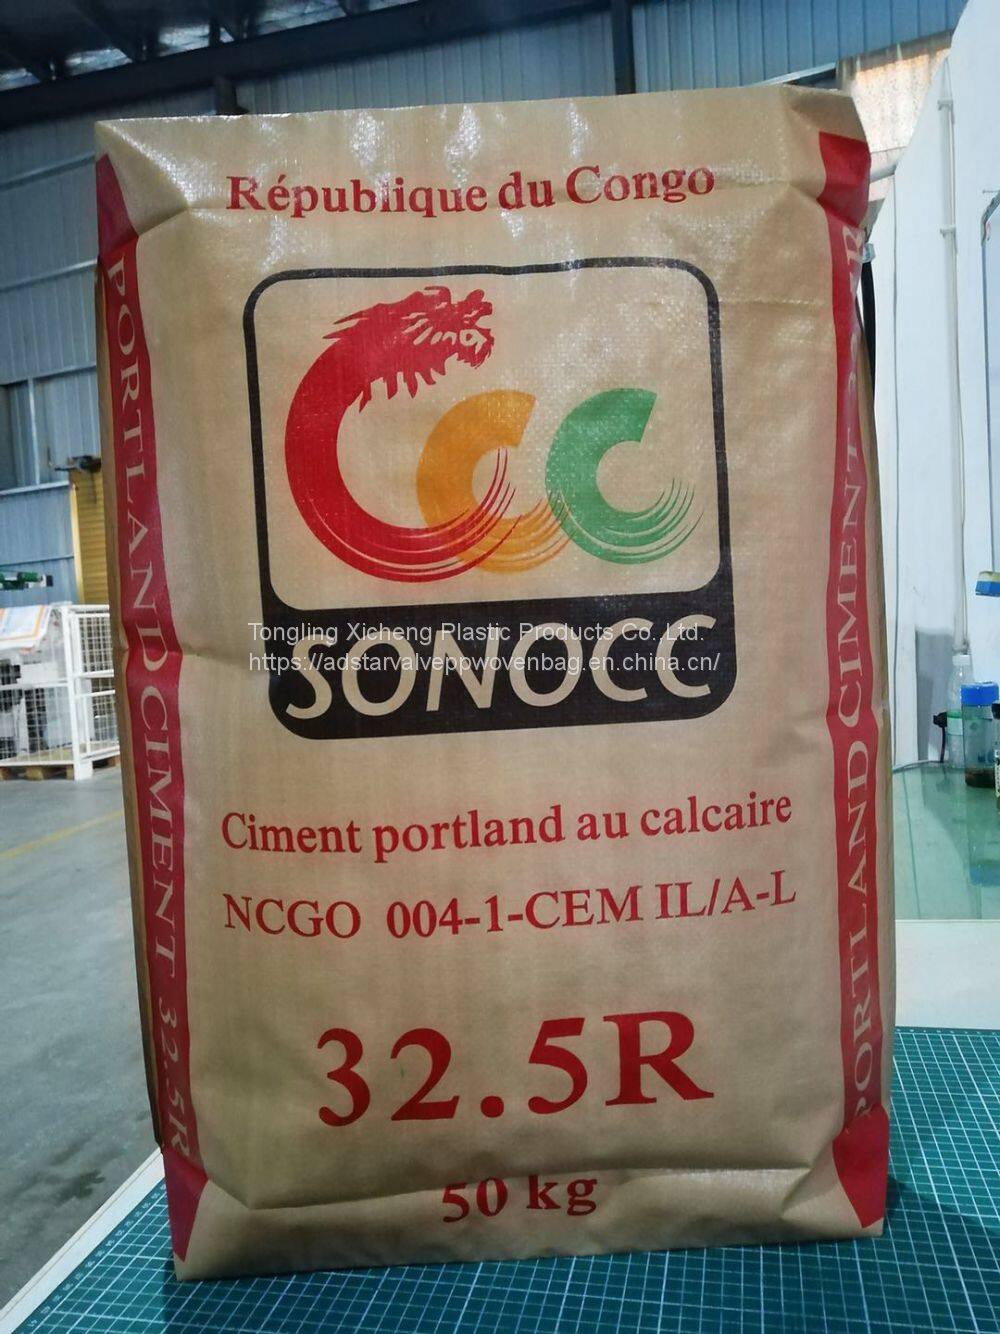 République du Congo
SONOCC
Tongling Xicheng Plastic Products Co.,Ltd.
https://adstarvalveppwovenbag.en.china.cn/
Ciment portland au calcaire
NCGO 004-1-CEM IL/A-L
32.5R
50 kg
PORTLAND CIMENT 32.5R
PORTLAND CIMENT